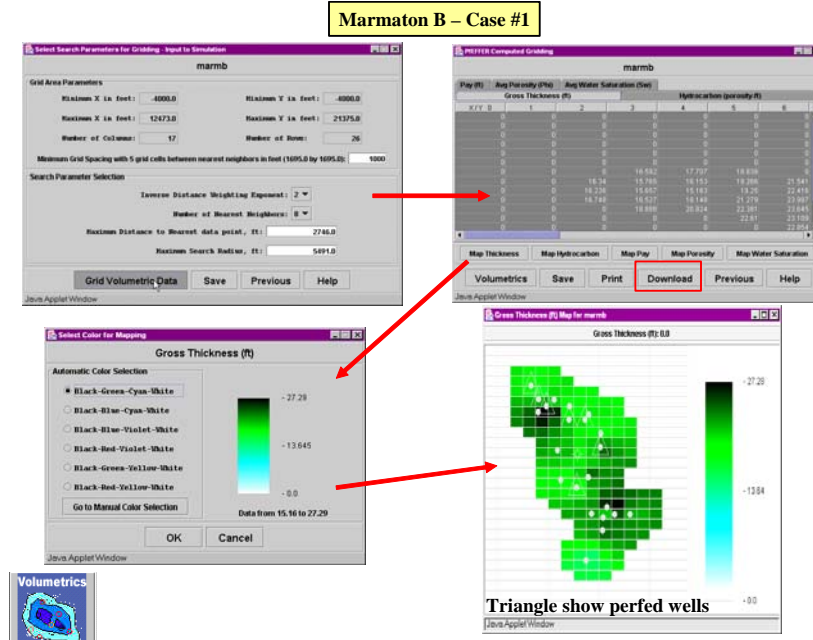 Marmaton B – Case #1
Select Search Parameters for Gridding - Input to Simulation
marmb
Grid Area Parameters
Minimum X in feet: -4000.0 Minimum Y in feet: -4000.0
Maximum X in feet: 12473.0 Maximum Y in feet: 21375.0
Number of Columns: 17 Number of Rows: 26
Minimum Grid Spacing with 5 grid cells between nearest neighbors in feet (1695.0 by 1695.0): 1000
Search Parameter Selection
Inverse Distance Weighting Exponent: 2
Number of Nearest Neighbors: 8
Maximum Distance to Nearest data point, ft: 2746.0
Maximum Search Radius, ft: 5491.0
Grid Volumetric Data Save Previous Help
Java Applet Window
PfEFFER Computed Gridding
marmb
Pay (ft) Avg Porosity (Phi) Avg Water Saturation (Sw)
Gross Thickness (ft) Hydrocarbon (porosity-ft)
X/Y 0 1 2 3 4 5 6
Map Thickness Map Hydrocarbon Map Pay Map Porosity Map Water Saturation
Volumetrics Save Print Download Previous Help
Java Applet Window
Select Color for Mapping
Gross Thickness (ft)
Automatic Color Selection
Black-Green-Cyan-White
Black-Blue-Cyan-White
Black-Blue-Violet-White
Black-Red-Violet-White
Black-Green-Yellow-White
Black-Red-Yellow-White
Go to Manual Color Selection
- 27.29
- 13.645
- 0.0
Data from 15.16 to 27.29
OK Cancel
Java Applet Window
Gross Thickness (ft) Map for marmb
Gross Thickness (ft): 0.0
- 27.29
- 13.64
- 0.0
Triangle show perfed wells
Java Applet Window
Volumetrics